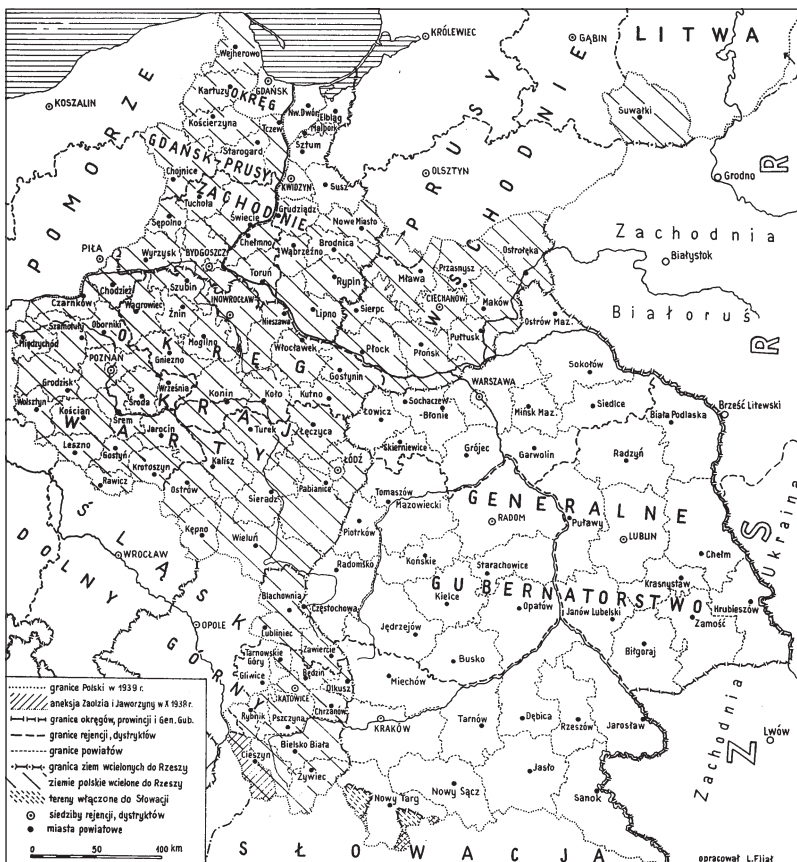 Wejherowo
KRÓLEWIEC
GĄBIN
LITWA
KOSZALIN
Kartuzy
GDAŃSK
OKRĘG
Nw. Dwór
Elbląg
Malbork
Kościerzyna
Tczew
Sztum
Suwałki
POMORZE
PRUSY
WSCHODNIE
Starogard
GDAŃSK-PRUSY
ZACHODNIE
Chojnice
KWIDZYN
Susz
OLSZTYN
Grodno
Tuchola
Grudziądz
Nowe Miasto
Sępolno
Świecie
Zachodnia
Białystok
Białoruś
PIŁA
Wyrzysk
BYDGOSZCZ
Chełmno
Wąbrzeźno
Brodnica
Mława
Przasnysz
Ostrołęka
Chodzież
Szubin
Toruń
Rypin
CIECHANÓW
Maków
Czarnków
Wągrowiec
Żnin
INOWROCŁAW
Nieszawa
Lipno
Sierpc
Pułtusk
Ostrów Maz.
Międzychód
Szamotuły
Oborniki
Mogilno
Włocławek
Płock
Płońsk
POZNAŃ
Gniezno
Gostynin
OKRĘG
KRAJ
WARTY
Sokołów
Grodzisk
Września
Konin
Koło
Kutno
Sochaczew
-Błonie
WARSZAWA
Mińsk Maz.
Siedlce
Biała Podlaska
Brześć Litewski
Wolsztyn
Kościan
Środa
Śrem
Jarocin
Turek
Łęczyca
Łowicz
Skierniewice
Grójec
Garwolin
Radzyń
Leszno
Gostyń
Krotoszyn
Kalisz
ŁÓDŹ
Rawicz
Ostrów
Sieradz
Pabianice
Tomaszów
Mazowiecki
GENERALNE
RADOM
Puławy
LUBLIN
Chełm
Ukraina
Kępno
Wieluń
Piotrków
WROCŁAW
ŚLĄSK
DOLNY
GÓRNY
Radomsko
Końskie
Starachowice
Krasnystaw
Blachownia
Częstochowa
GUBERNATORSTWO
Kielce
Opatów
Janów Lubelski
Zamość
Hrubieszów
OPOLE
Lubliniec
Jędrzejów
Biłgoraj
Zawiercie
Tarnowskie
Góry
Gliwice
Będzin
Olkusz
Busko
Miechów
KATOWICE
Rybnik
Pszczyna
Chrzanów
KRAKÓW
Tarnów
Dębica
Rzeszów
Jarosław
Zachodnia
Lwów
Cieszyn
Bielsko Biała
Żywiec
Jasło
Nowy Sącz
Nowy Targ
Sanok
SŁOWACJA
Z
S
R
R
granice Polski w 1939 r.
aneksja Zaolzia i Jaworzyny w X 1938 r.
granice okręgów, prowincji i Gen. Gub.
granice rejencji, dystryktów
granice powiatów
granica ziem wcielonych do Rzeszy
ziemie polskie wcielone do Rzeszy
tereny włączone do Słowacji
siedziby rejencji, dystryktów
miasta powiatowe
0 50 100 km
opracował L. Fijał